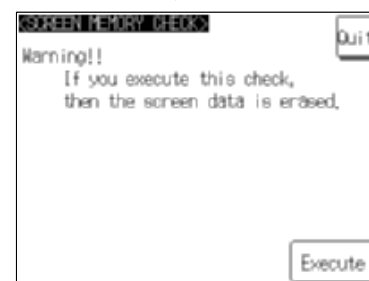 <SCREEN MEMORY CHECK>
Quit
Warning!!
If you execute this check,
then the screen data is erased.
Execute